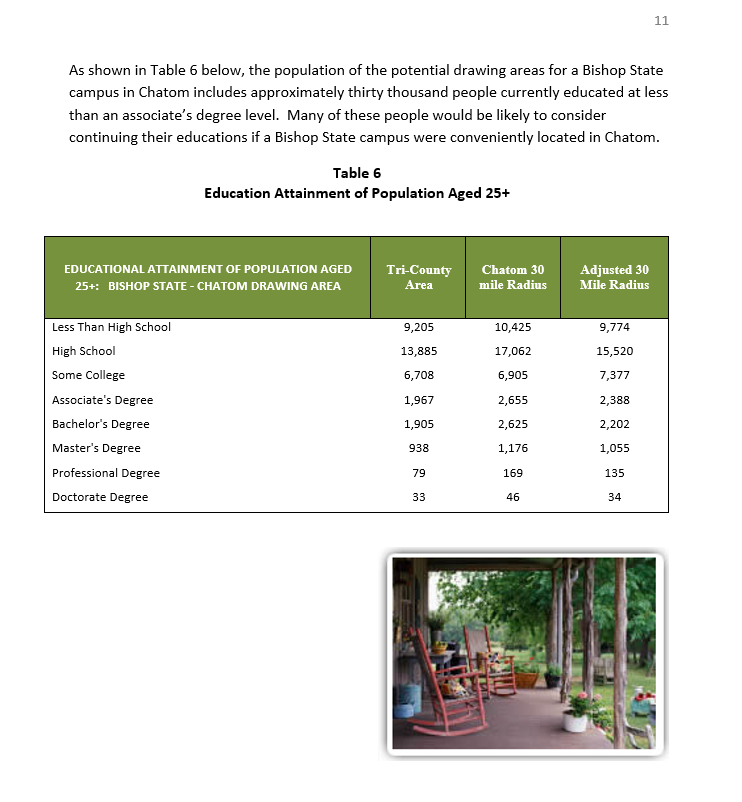 11
As shown in Table 6 below, the population of the potential drawing areas for a Bishop State
campus in Chatom includes approximately thirty thousand people currently educated at less
than an associate’s degree level.  Many of these people would be likely to consider
continuing their educations if a Bishop State campus were conveniently located in Chatom.
Table 6
Education Attainment of Population Aged 25+
EDUCATIONAL ATTAINMENT OF POPULATION AGED
25+:  BISHOP STATE - CHATOM DRAWING AREA
Tri-County
Area
Chatom 30
mile Radius
Adjusted 30
Mile Radius
Less Than High School 9,205 10,425 9,774
High School 13,885 17,062 15,520
Some College 6,708 6,905 7,377
Associate's Degree 1,967 2,655 2,388
Bachelor's Degree 1,905 2,625 2,202
Master's Degree 938 1,176 1,055
Professional Degree 79 169 135
Doctorate Degree 33 46 34